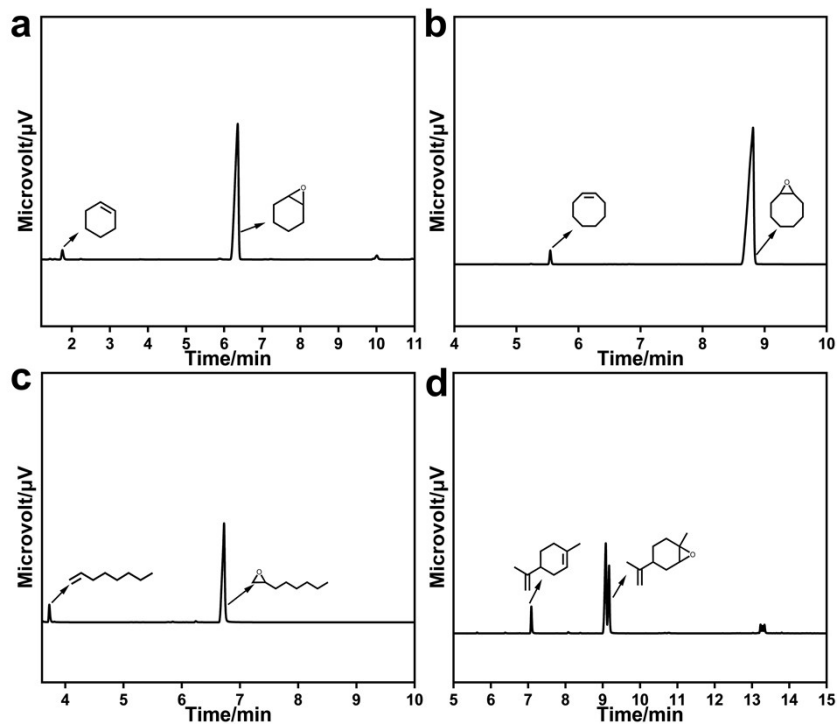 a
Microvolt/μV
O
2 3 4 5 6 7 8 9 10 11
Time/min
b
Microvolt/μV
O
4 5 6 7 8 9 10
Time/min
c
Microvolt/μV
O
4 5 6 7 8 9 10
Time/min
d
Microvolt/μV
O
5 6 7 8 9 10 11 12 13 14 15
Time/min